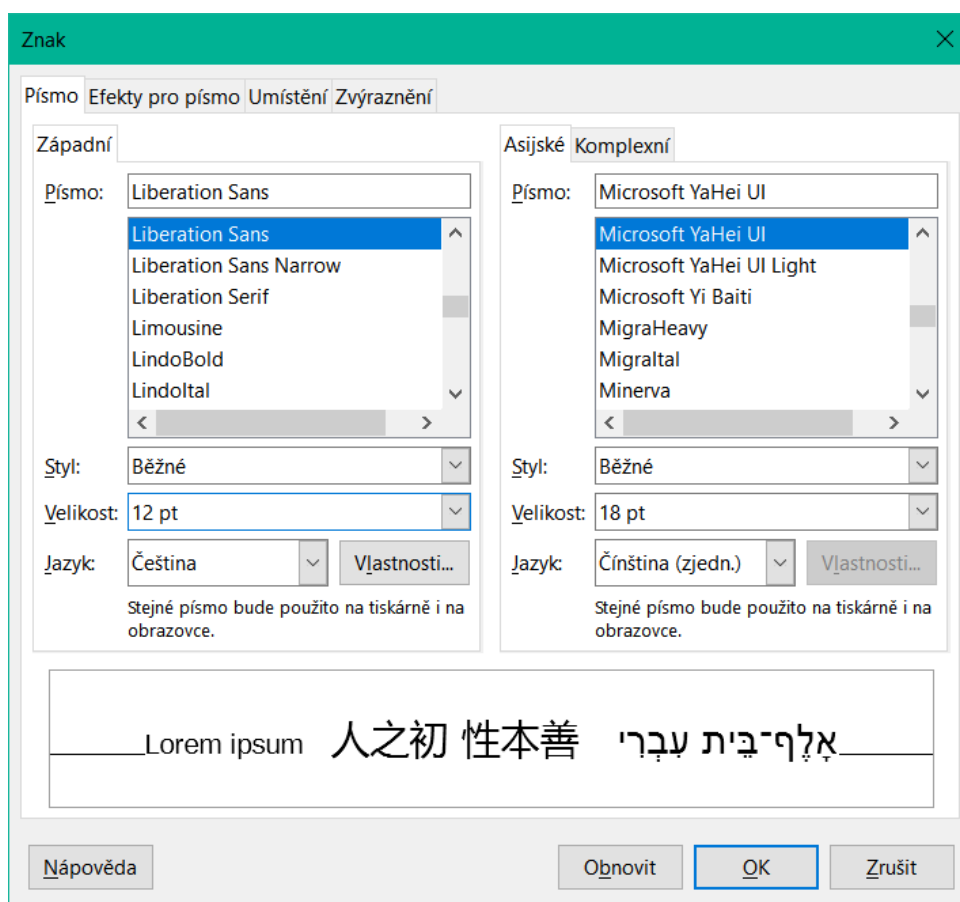 Znak
Písmo Efekty pro písmo Umístění Zvýraznění
Západní
Písmo: Liberation Sans
Liberation Sans
Liberation Sans Narrow
Liberation Serif
Limousine
LindoBold
LindoItal
Styl: Běžné
Velikost: 12 pt
Jazyk: Čeština Vlastnosti...
Stejné písmo bude použito na tiskárně i na
obrazovce.
Asijské Komplexní
Písmo: Microsoft YaHei UI
Microsoft YaHei UI
Microsoft YaHei UI Light
Microsoft Yi Baiti
MigraHeavy
MigraItal
Minerva
Styl: Běžné
Velikost: 18 pt
Jazyk: Čínština (zjedn.) Vlastnosti...
Stejné písmo bude použito na tiskárně i na
obrazovce.
Lorem ipsum 人之初 性本善 אָלֶף־בֵּית עִבְרִי
Nápověda Obnovit OK Zrušit